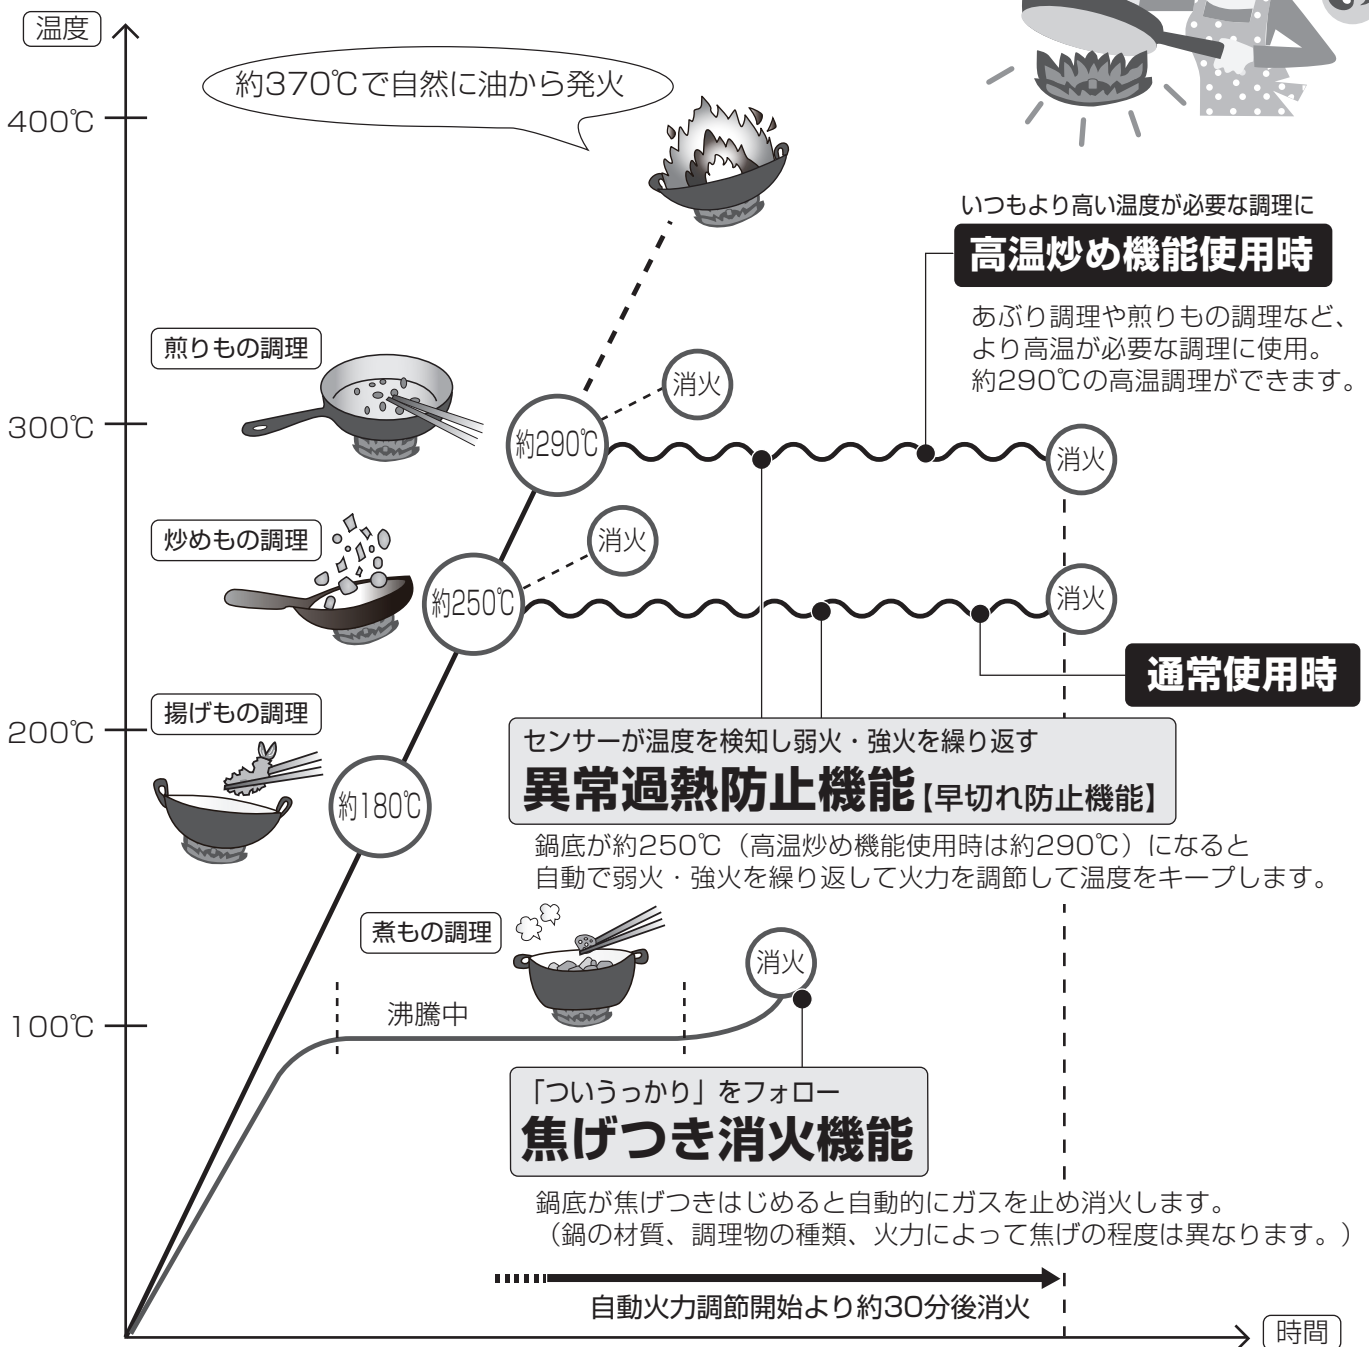 温度
約370℃で自然に油から発火
400℃
いつもより高い温度が必要な調理に
高温炒め機能使用時
あぶり調理や煎りもの調理など、
より高温が必要な調理に使用。
約290℃の高温調理ができます。
煎りもの調理
消火
300℃
約290℃
消火
炒めもの調理
消火
約250℃
消火
通常使用時
揚げもの調理
200℃
センサーが温度を検知し弱火・強火を繰り返す
異常過熱防止機能【早切れ防止機能】
約180℃
鍋底が約250℃（高温炒め機能使用時は約290℃）になると
自動で弱火・強火を繰り返して火力を調節して温度をキープします。
煮もの調理
消火
沸騰中
100℃
「ついうっかり」をフォロー
焦げつき消火機能
鍋底が焦げつきはじめると自動的にガスを止め消火します。
（鍋の材質、調理物の種類、火力によって焦げの程度は異なります。）
自動火力調節開始より約30分後消火
時間